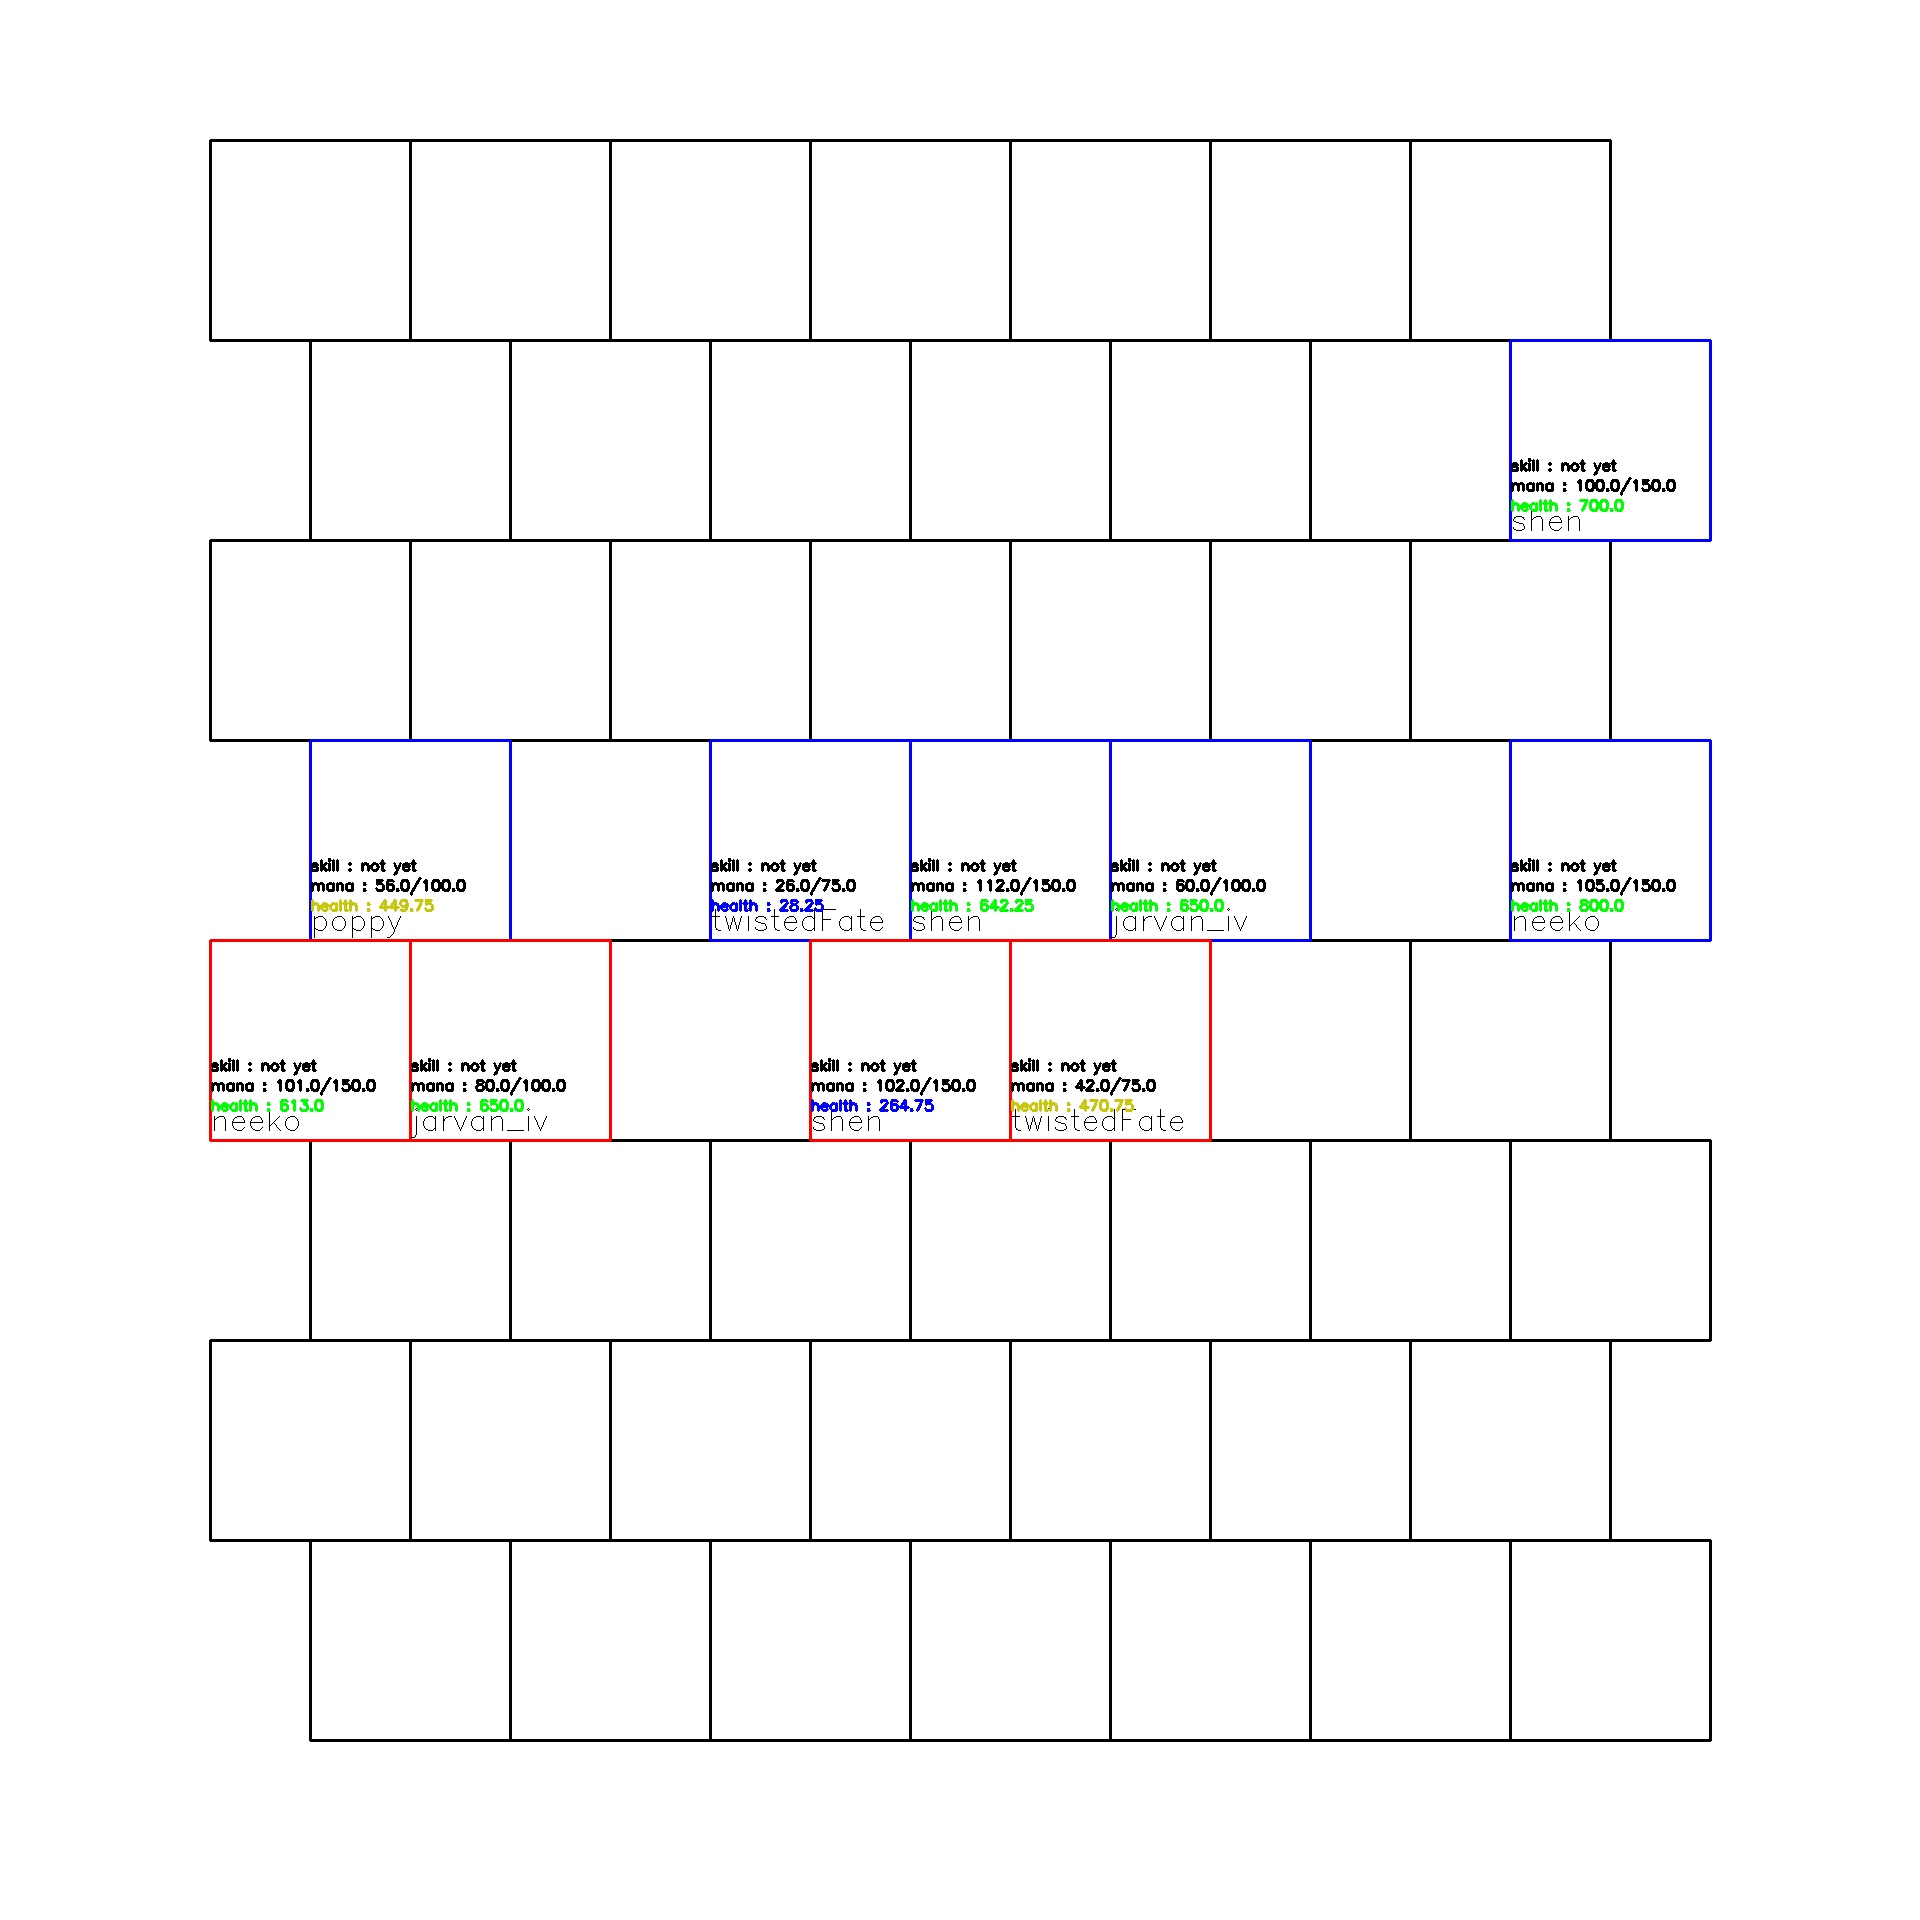 skill : not yet
mana : 100.0/150.0
health : 700.0
shen
skill : not yet
mana : 56.0/100.0
health : 449.75
poppy
skill : not yet
mana : 26.0/75.0
health : 28.25
twistedFate
skill : not yet
mana : 112.0/150.0
health : 642.25
shen
skill : not yet
mana : 60.0/100.0
health : 650.0
jarvan_iv
skill : not yet
mana : 105.0/150.0
health : 800.0
neeko
skill : not yet
mana : 101.0/150.0
health : 613.0
neeko
skill : not yet
mana : 80.0/100.0
health : 650.0
jarvan_iv
skill : not yet
mana : 102.0/150.0
health : 264.75
shen
skill : not yet
mana : 42.0/75.0
health : 470.75
twistedFate